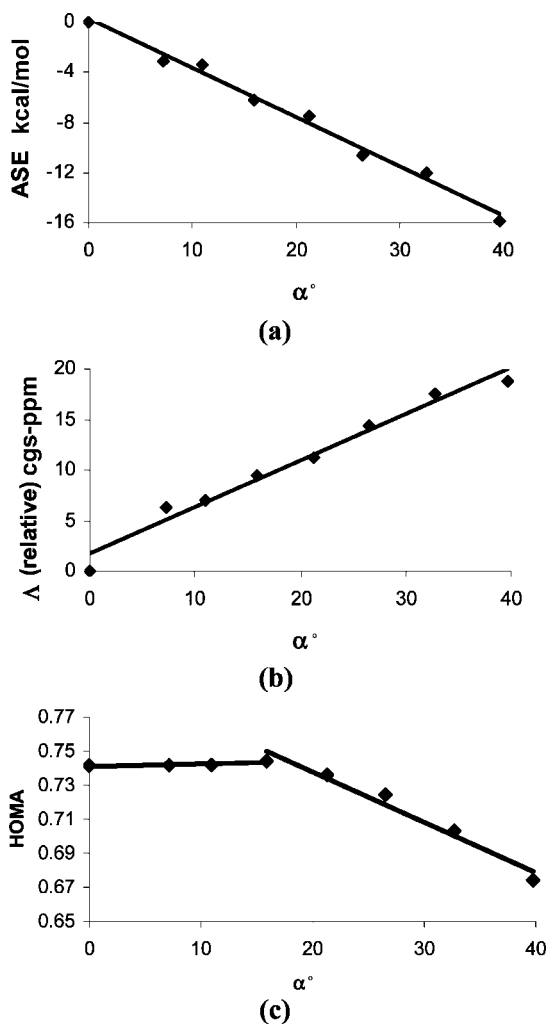 0
-4
-8
-12
-16
ASE kcal/mol
0 10 20 30 40
α°
(a)
20
15
10
5
0
Λ (relative) cgs-ppm
0 10 20 30 40
α°
(b)
0.77
0.75
0.73
0.71
0.69
0.67
0.65
HOMA
0 10 20 30 40
α°
(c)